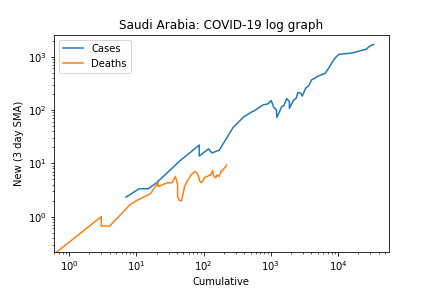 Saudi Arabia: COVID-19 log graph
Cases
Deaths
New (3 day SMA)
10³
10²
10¹
10⁰
10⁰ 10¹ 10² 10³ 10⁴
Cumulative